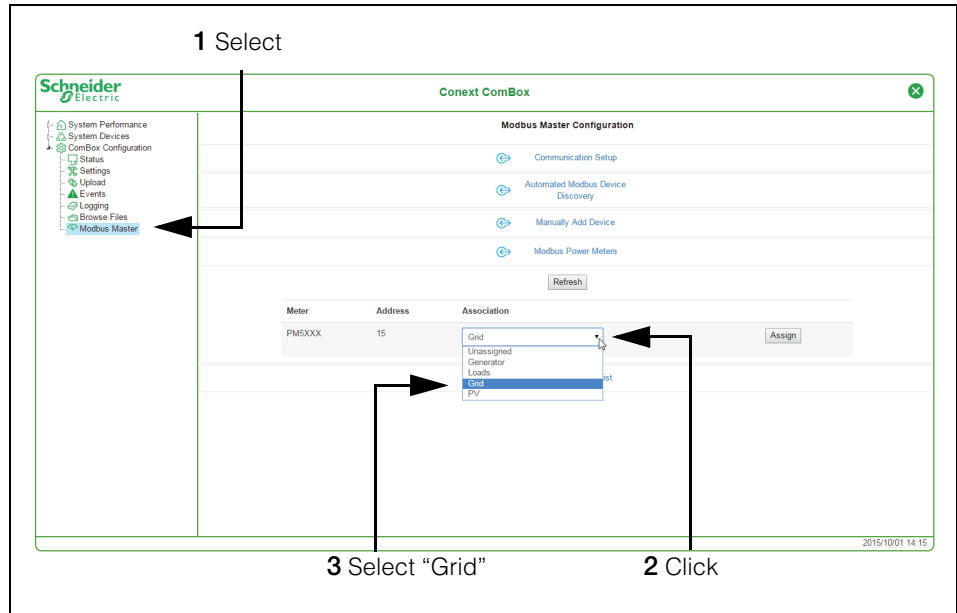 1 Select
Schneider
Electric
Conext ComBox
System Performance
System Devices
ComBox Configuration
Status
Settings
Upload
Events
Logging
Browse Files
Modbus Master
Modbus Master Configuration
Communication Setup
Automated Modbus Device
Discovery
Manually Add Device
Modbus Power Meters
Refresh
Meter Address Association
PM5XXX 15 Grid Assign
Unassigned
Generator
Loads
Grid
PV
ist
2015/10/01 14:15
3 Select “Grid”
2 Click